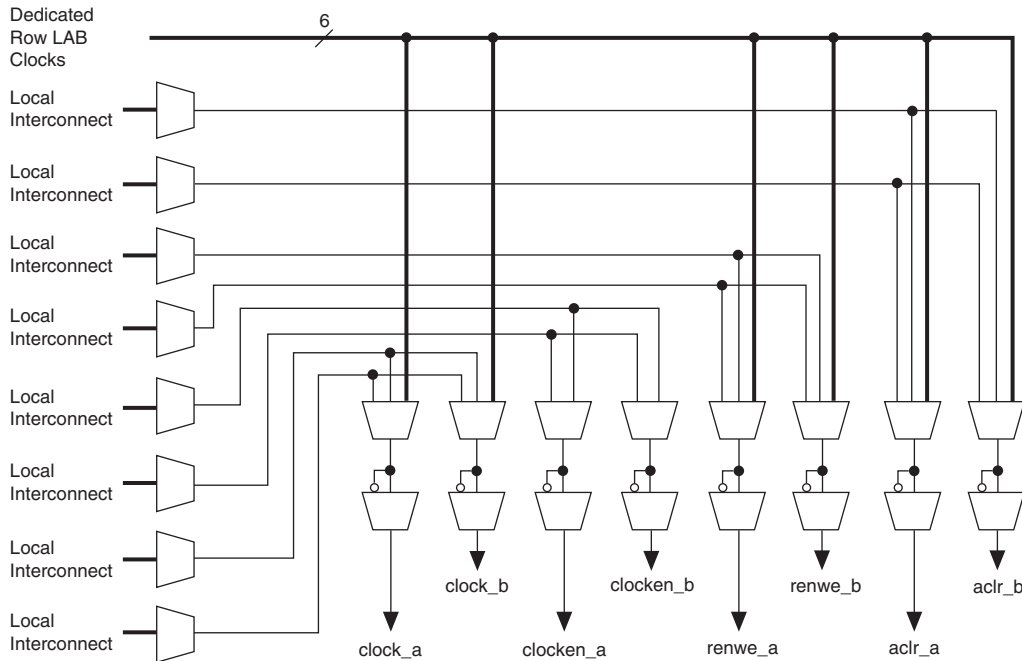 Dedicated
Row LAB
Clocks
6
Local
Interconnect
Local
Interconnect
Local
Interconnect
Local
Interconnect
Local
Interconnect
Local
Interconnect
Local
Interconnect
Local
Interconnect
clock_b
clocken_b
renwe_b
aclr_b
clock_a
clocken_a
renwe_a
aclr_a